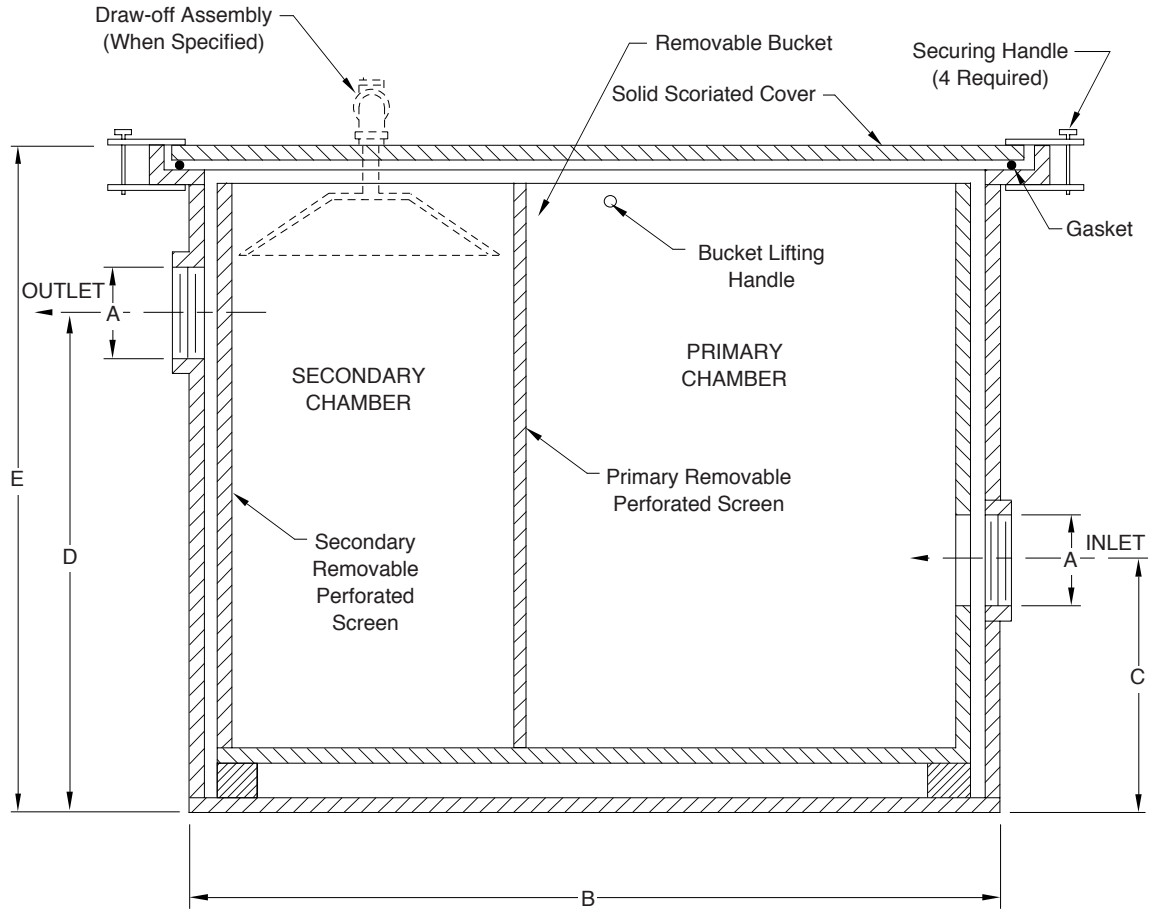 Draw-off Assembly
(When Specified)
Removable Bucket
Solid Scoriated Cover
Securing Handle
(4 Required)
Gasket
Bucket Lifting
Handle
OUTLET
A
PRIMARY
CHAMBER
SECONDARY
CHAMBER
E
Primary Removable
Perforated Screen
D
Secondary
Removable
Perforated
Screen
A
INLET
C
B